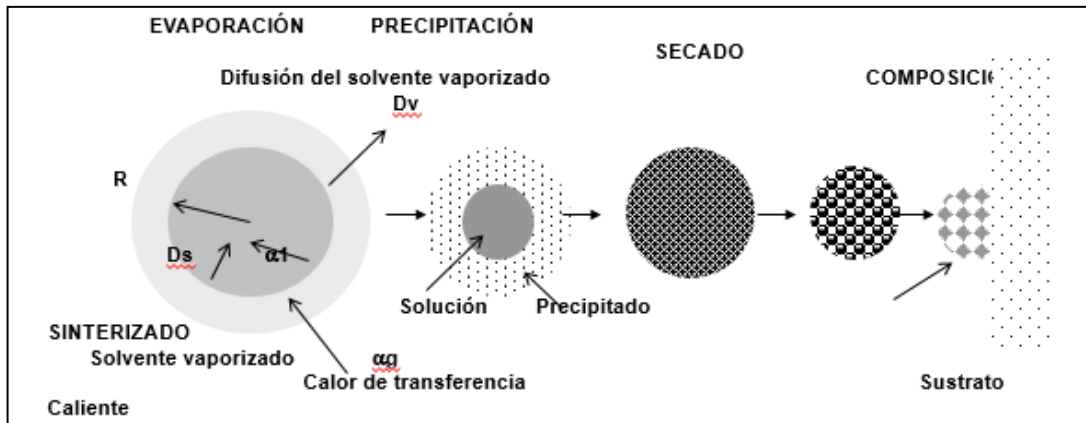 EVAPORACIÓN PRECIPITACIÓN
SECADO
Difusión del solvente vaporizado
COMPOSICIÓ
Dv
R
Ds α1
Solución Precipitado
SINTERIZADO
Solvente vaporizado αg
Calor de transferencia Sustrato
Caliente